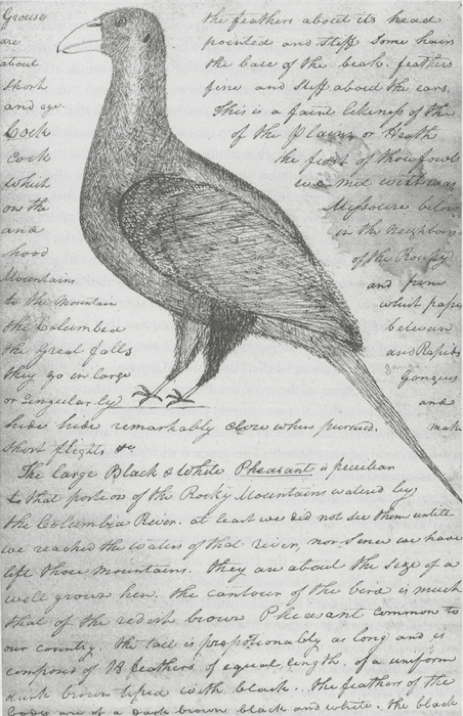 Grouse the feathers about its head
are pointed and stiff Some hairs
about the base of the beak. feathers
Short fine and stiff about the ears.
and eye. This is a faint likeness of the
Cock of the Plains or Heath
Cock the first of those fowls
which we met with was
on the Missoure below
and in the neighbour
hood of the Rocky
Mountains and from
to the mountain which pass
the Columbia between
the Great falls and Rapids
they go in large Gangues
or Singularly and
hide hide remarkably close when pursued. make
Short flights &c
The large Black & White Pheasant is peculiar
to that portion of the Rocky Mountains watered by
the Columbia River. at least we did not see them untill
we reached the waters of that river, nor Since we have
left those mountains. they are about the Size of a
well grown hen. the contour of the bird is much
that of the redish brown Pheasant common to
our country. the tail is proportionably as long and is
composed of 18 feathers of equal length. of a uniform
dark brown tiped with black. the feathers of the
body are of a dark brown black and white. the black